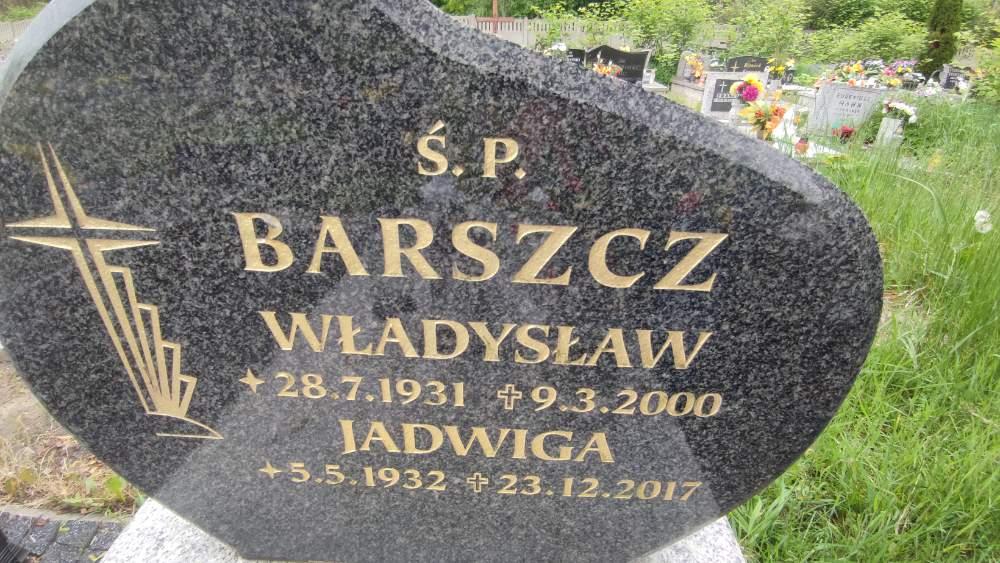 Ś. P.
BARSZCZ
WŁADYSŁAW
28.7.1931 9.3.2000
JADWIGA
5.5.1932 23.12.2017